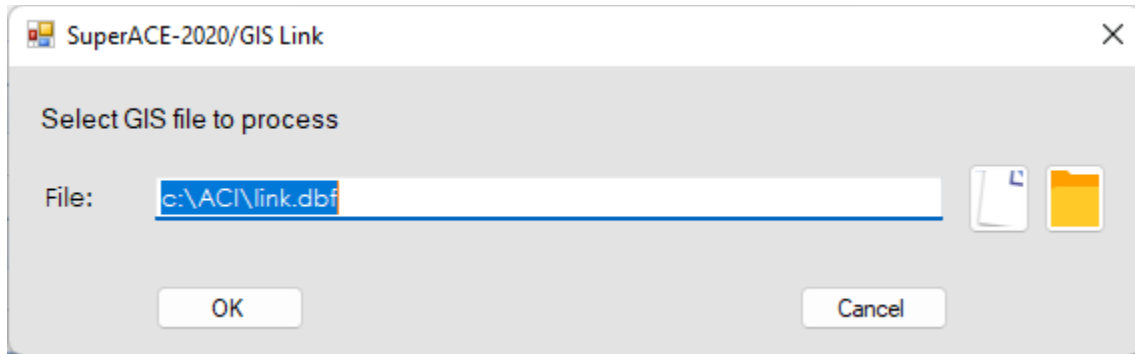 SuperACE-2020/GIS Link
Select GIS file to process
File: c:\ACI\link.dbf
OK Cancel